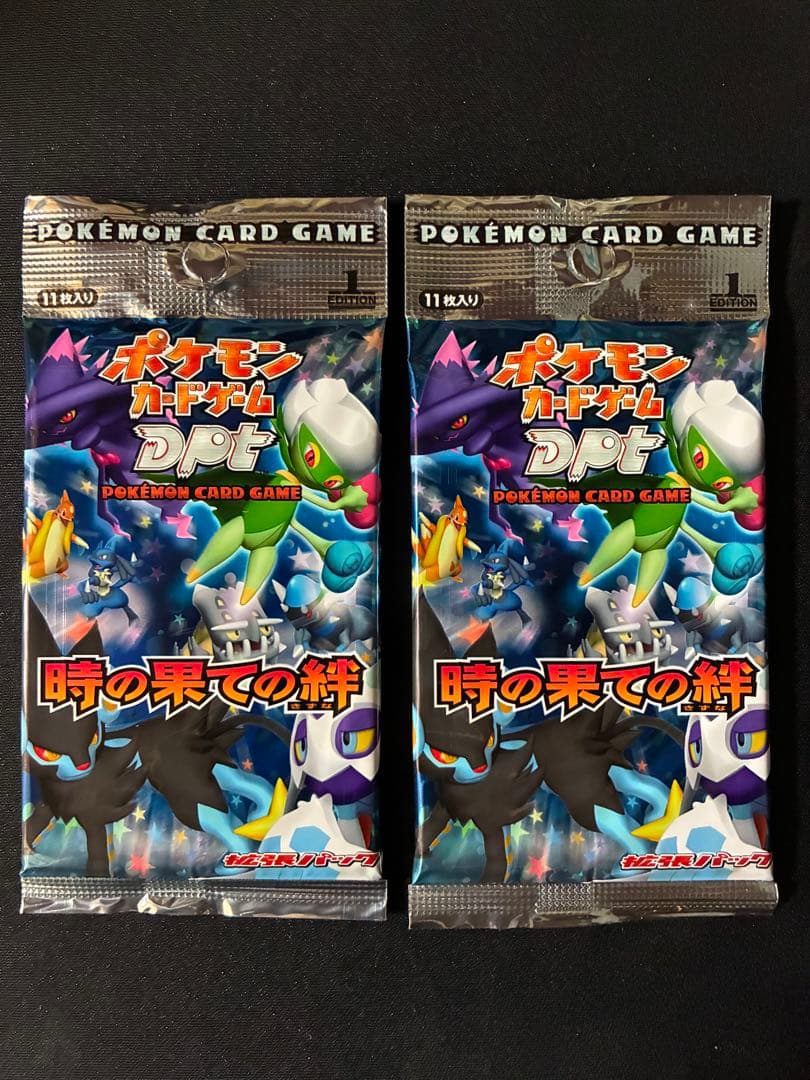 POKÉMON CARD GAME
11枚入り
1
EDITION
ポケモン
カードゲーム
DPt
POKÉMON CARD GAME
時の果ての絆
きずな
拡張パック
POKÉMON CARD GAME
11枚入り
1
EDITION
ポケモン
カードゲーム
DPt
POKÉMON CARD GAME
時の果ての絆
きずな
拡張パック